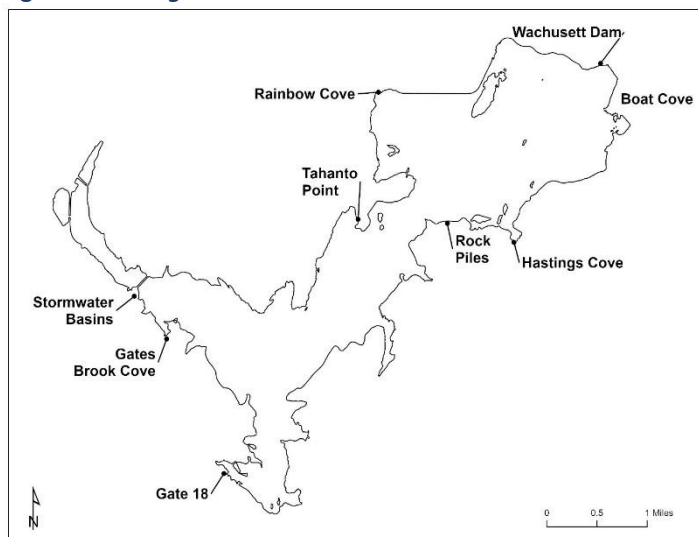 Wachusett Dam
Rainbow Cove
Boat Cove
Tahanto
Point
Rock
Piles
Hastings Cove
Stormwater
Basins
Gates
Brook Cove
Gate 18
N
0 0.5 1 Miles